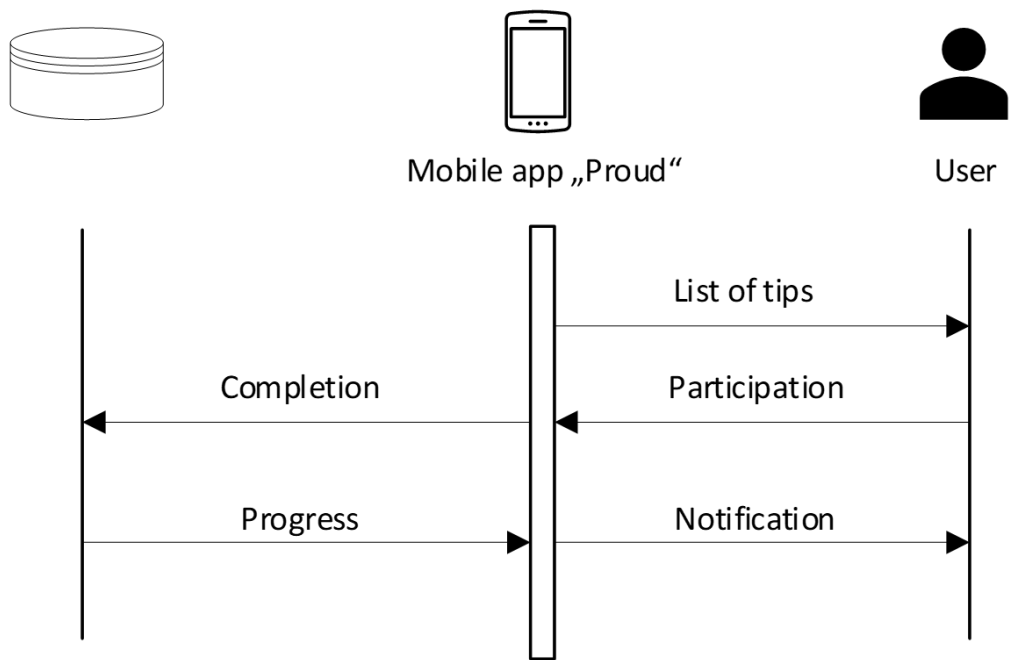 Mobile app „Proud“
User
List of tips
Completion
Participation
Progress
Notification